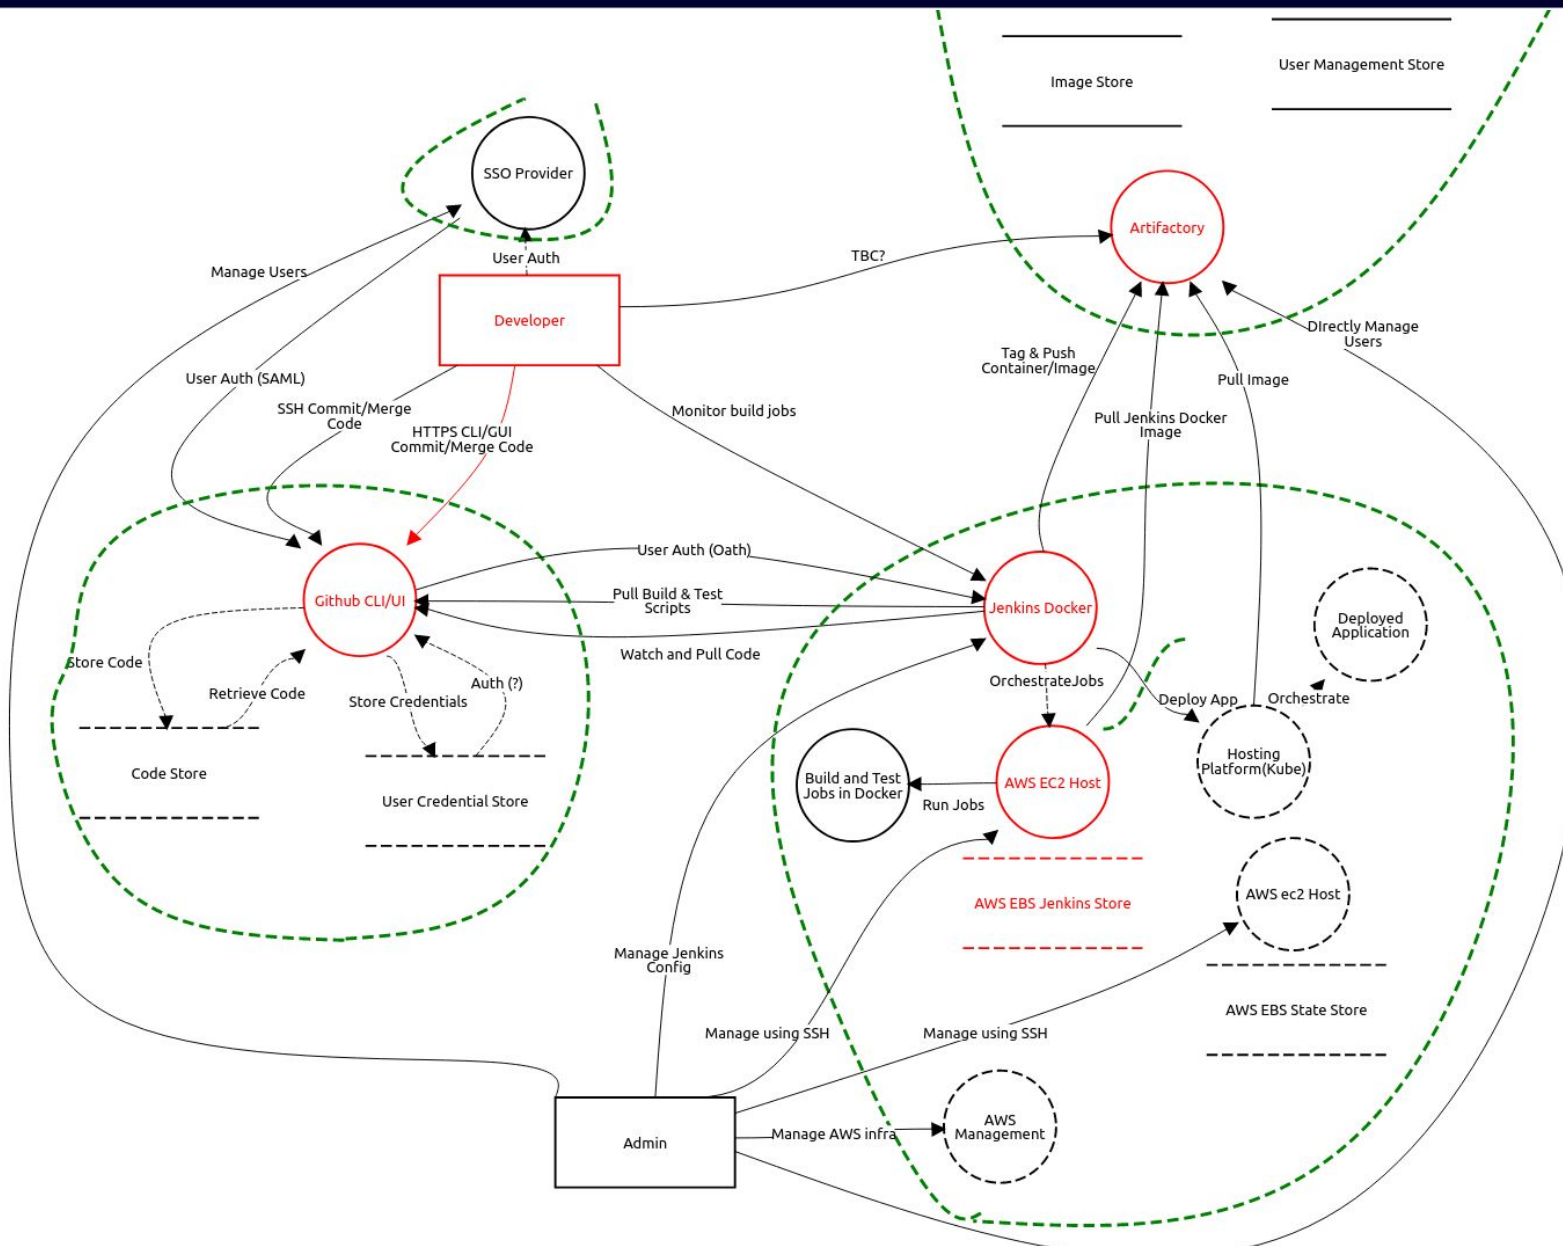 User Management Store
Image Store
SSO Provider
Artifactory
TBC?
User Auth
Manage Users
Developer
DIrectly Manage
Users
Tag & Push
Container/Image
User Auth (SAML)
Pull Image
SSH Commit/Merge
Code
Monitor build jobs
Pull Jenkins Docker
Image
HTTPS CLI/GUI
Commit/Merge Code
User Auth (Oath)
Pull Build & Test
Scripts
Github CLI/UI
Jenkins Docker
Deployed
Application
Watch and Pull Code
Store Code
Auth (?)
OrchestrateJobs
Retrieve Code
Store Credentials
Deploy App
Orchestrate
Hosting
Platform(Kube)
Code Store
Build and Test
Jobs in Docker
AWS EC2 Host
User Credential Store
Run Jobs
AWS ec2 Host
AWS EBS Jenkins Store
Manage Jenkins
Config
AWS EBS State Store
Manage using SSH
Manage using SSH
AWS
Management
Manage AWS infra
Admin